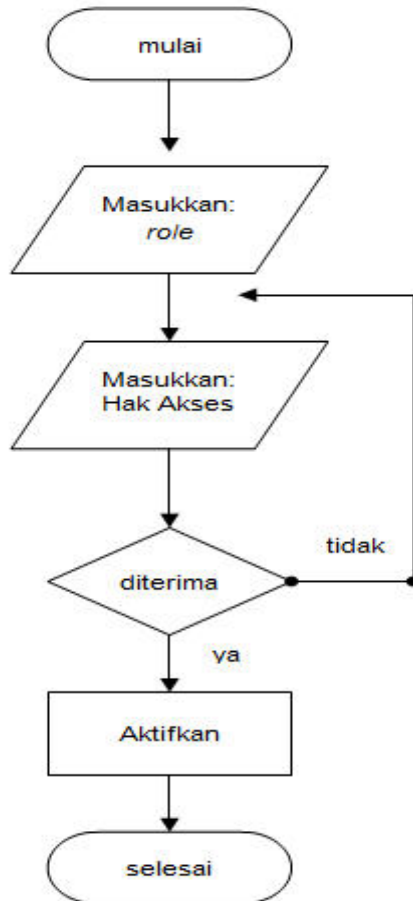 mulai
Masukkan:
role
Masukkan:
Hak Akses
diterima
tidak
ya
Aktifkan
selesai